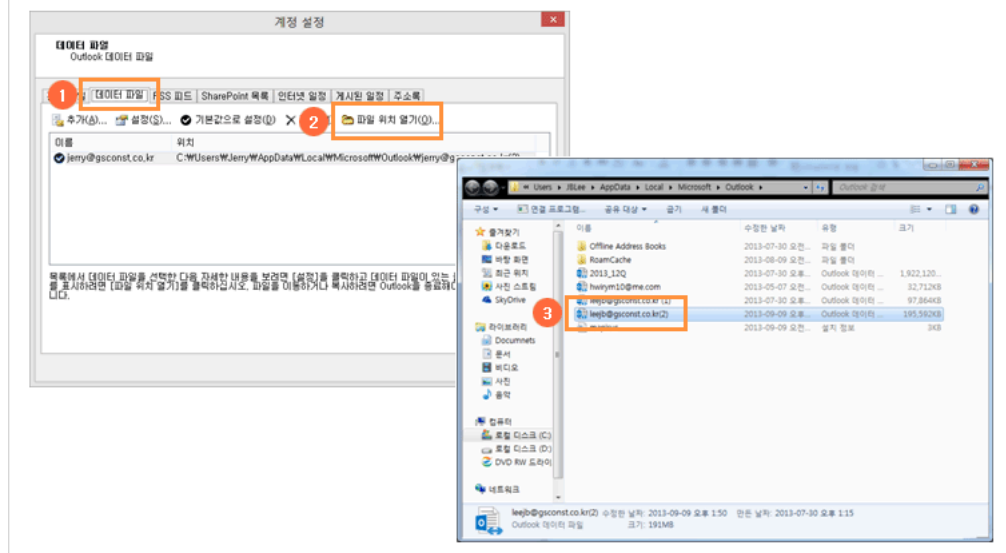 계정 설정
데이터 파일
Outlook 데이터 파일
1
데이터 파일
RSS 피드
SharePoint 목록
인터넷 일정
게시된 일정
주소록
추가(A)...
설정(S)...
기본값으로 설정(D)
2
파일 위치 열기(O)...
이름
위치
jerry@gsconst.co.kr
C:₩Users₩Jerry₩AppData₩Local₩Microsoft₩Outlook₩jerry@gsconst.co.kr(2)
목록에서 데이터 파일을 선택한 다음 자세한 내용을 보려면 [설정]을 클릭하고 데이터 파일이 있는
를 표시하려면 [파일 위치 열기]를 클릭하십시오. 파일을 이동하거나 복사하려면 Outlook을 종료해야
니다.
« Users ▸ JBLee ▸ AppData ▸ Local ▸ Microsoft ▸ Outlook ▸
Outlook 검색
구성
연결 프로그램...
공유 대상
굽기
새 폴더
이름
수정한 날짜
유형
크기
즐겨찾기
다운로드
바탕 화면
최근 위치
사진 스트림
SkyDrive
라이브러리
Documnets
문서
비디오
사진
음악
컴퓨터
로컬 디스크 (C:)
로컬 디스크 (D:)
DVD RW 드라이
네트워크
Offline Address Books 2013-07-30 오전... 파일 폴더
RoamCache 2013-08-09 오전... 파일 폴더
2013_12Q 2013-07-30 오후... Outlook 데이터 ... 1,922,120...
hwirym10@me.com 2013-05-07 오전... Outlook 데이터 ... 32,712KB
leejb@gsconst.co.kr (1) 2013-07-30 오후... Outlook 데이터 ... 97,864KB
3
leejb@gsconst.co.kr(2) 2013-09-09 오후... Outlook 데이터 ... 195,592KB
2013-09-09 오전... 설치 정보 3KB
leejb@gsconst.co.kr(2) 수정한 날짜: 2013-09-09 오후 1:50 만든 날짜: 2013-07-30 오후 1:15
Outlook 데이터 파일 크기: 191MB